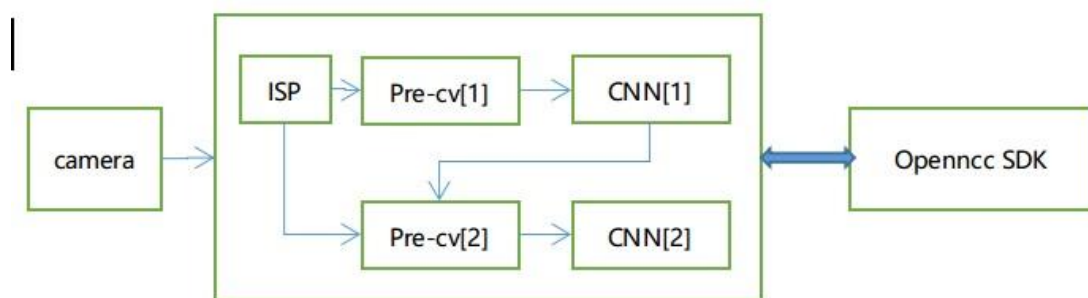 ISP
Pre-cv[1]
CNN[1]
camera
Openncc SDK
Pre-cv[2]
CNN[2]